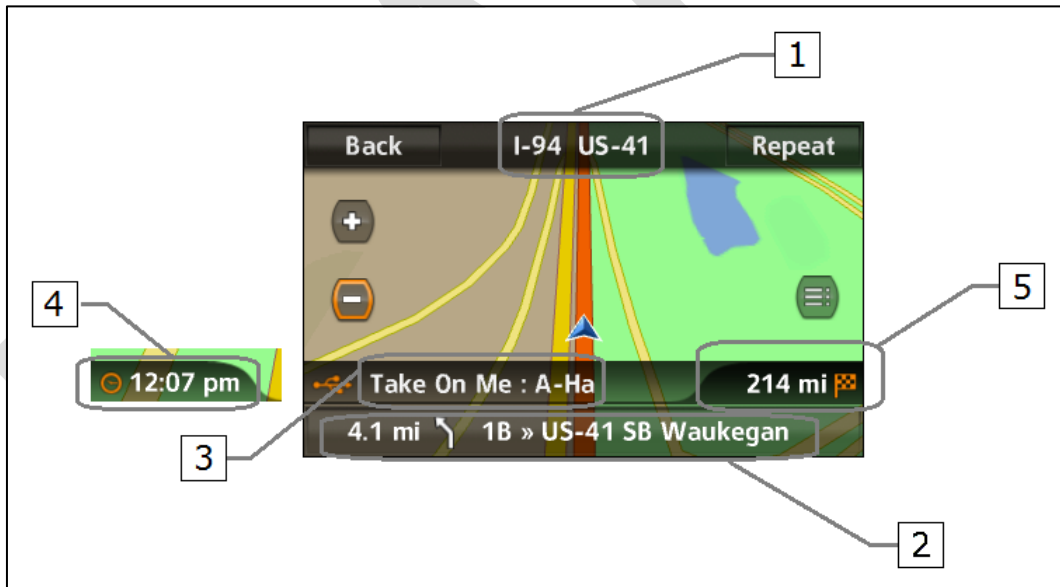 1
Back I-94 US-41 Repeat
4
5
12:07 pm
Take On Me : A-Ha 214 mi
4.1 mi 1B » US-41 SB Waukegan
3
2